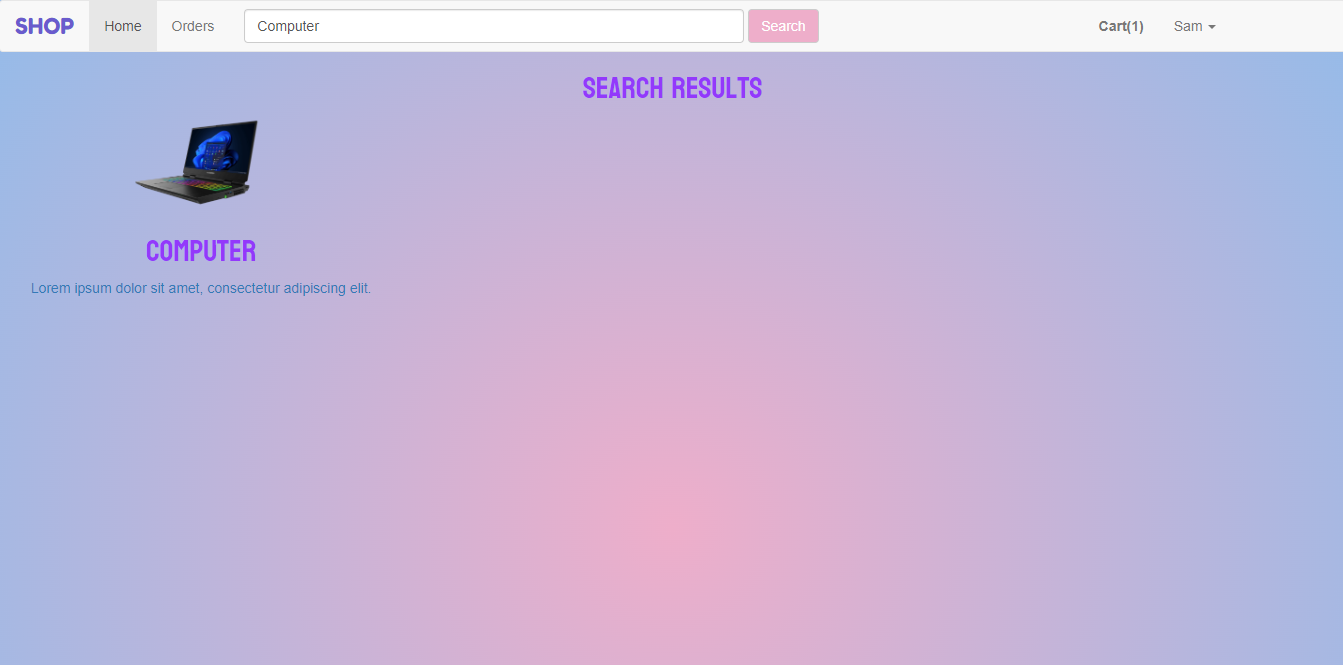 SHOP Home Orders Computer Search Cart(1) Sam
SEARCH RESULTS
COMPUTER
Lorem ipsum dolor sit amet, consectetur adipiscing elit.